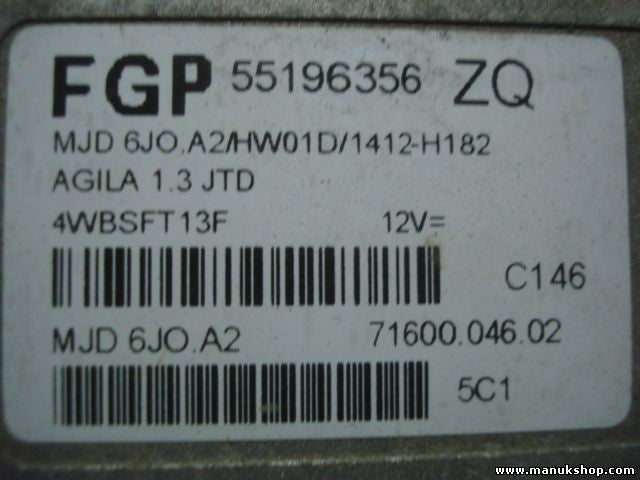 FGP 55196356 ZQ
MJD 6JO.A2/HW01D/1412-H182
AGILA 1.3 JTD
4WBSFT13F 12V=
C146
MJD 6JO.A2 71600.046.02
5C1
www.manukshop.com